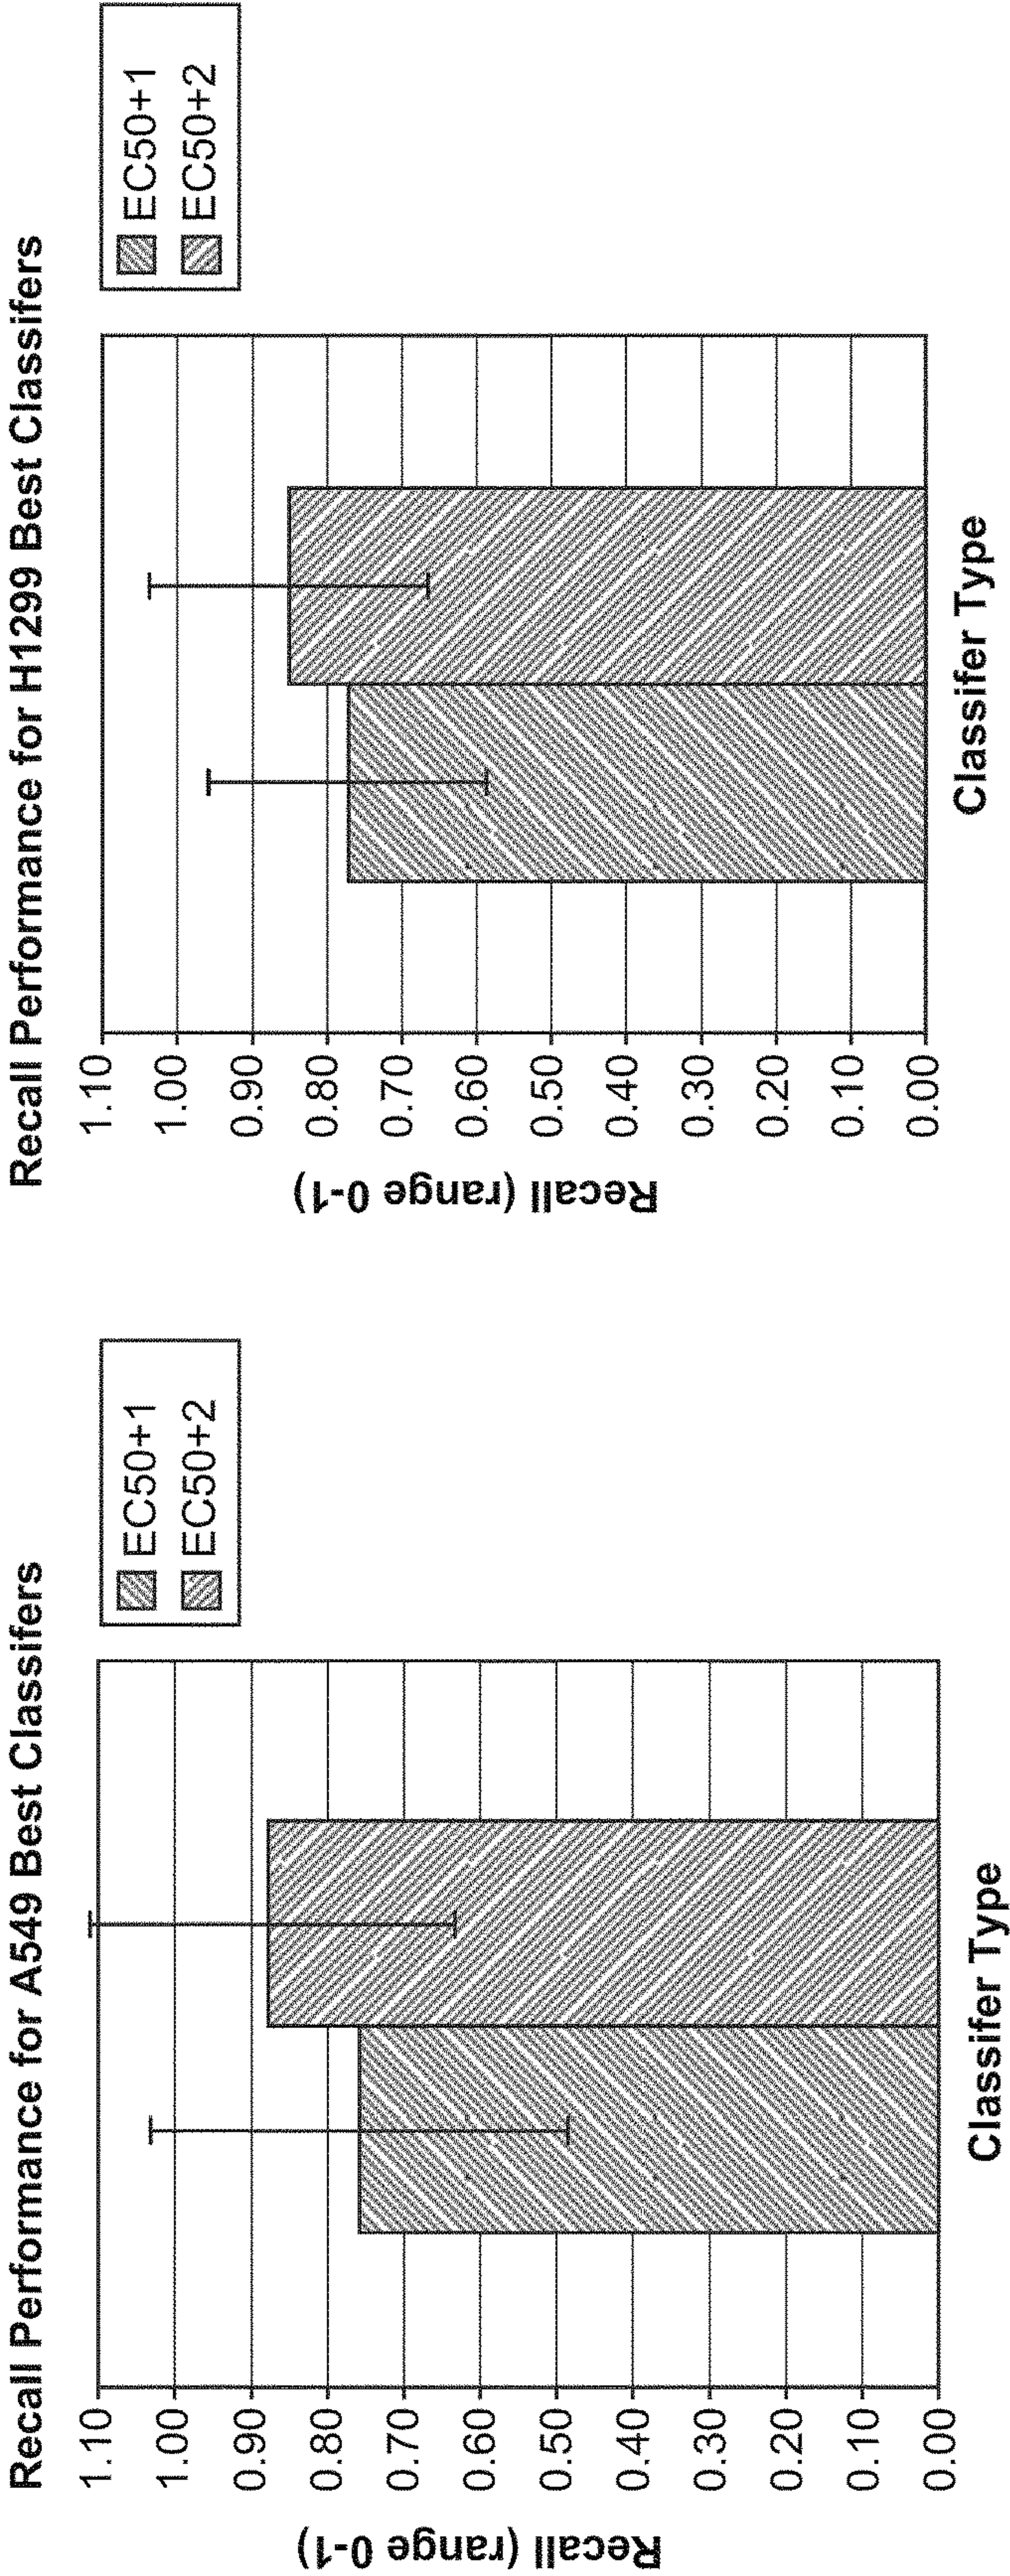 Recall Performance for A549 Best Classifers
EC50+1
EC50+2
1.10
1.00
0.90
0.80
0.70
0.60
0.50
0.40
0.30
0.20
0.10
0.00
Recall (range 0-1)
Classifer Type
Recall Performance for H1299 Best Classifers
EC50+1
EC50+2
1.10
1.00
0.90
0.80
0.70
0.60
0.50
0.40
0.30
0.20
0.10
0.00
Recall (range 0-1)
Classifer Type